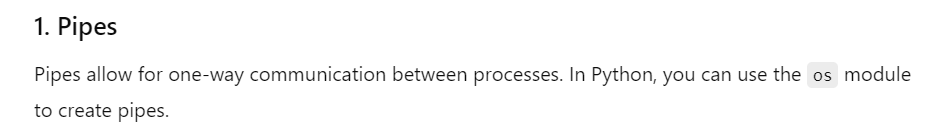 1. Pipes
Pipes allow for one-way communication between processes. In Python, you can use the os module
to create pipes.